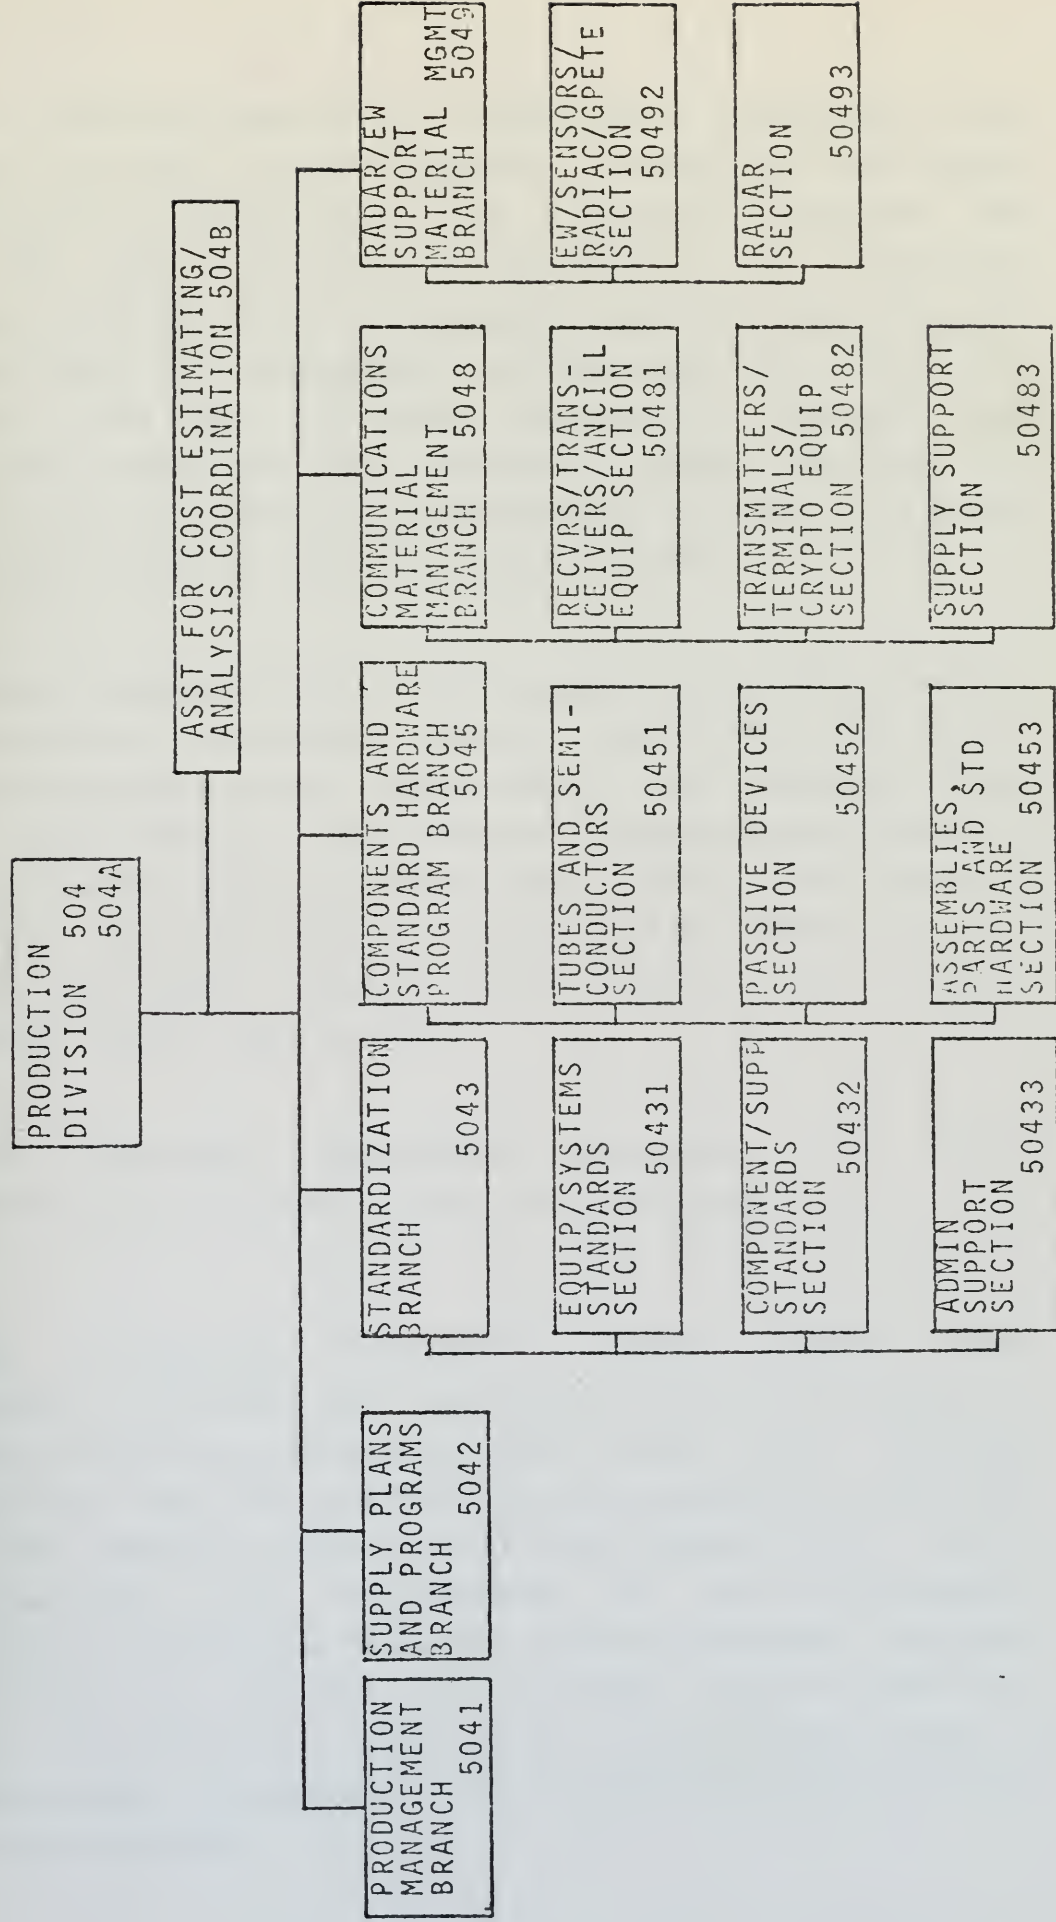 PRODUCTION
DIVISION 504
504A
ASST FOR COST ESTIMATING/
ANALYSIS COORDINATION 504B
PRODUCTION
MANAGEMENT
BRANCH
5041
SUPPLY PLANS
AND PROGRAMS
BRANCH
5042
STANDARDIZATION
BRANCH
5043
EQUIP/SYSTEMS
STANDARDS
SECTION
50431
COMPONENT/SUPP
STANDARDS
SECTION
50432
ADMIN
SUPPORT
SECTION
50433
COMPONENTS AND
STANDARD HARDWARE
PROGRAM BRANCH
5045
TUBES AND SEMI-
CONDUCTORS
SECTION
50451
PASSIVE DEVICES
SECTION
50452
ASSEMBLIES,
PARTS AND STD
HARDWARE
SECTION 50453
COMMUNICATIONS
MATERIAL
MANAGEMENT
BRANCH 5048
RECVRS/TRANS-
CEIVERS/ANCILL
EQUIP SECTION
50481
TRANSMITTERS/
TERMINALS/
CRYPTO EQUIP
SECTION 50482
SUPPLY SUPPORT
SECTION
50483
RADAR/EW
SUPPORT
MATERIAL MGMT
BRANCH 5049
EW/SENSORS/
RADIAC/GPETE
SECTION
50492
RADAR
SECTION
50493